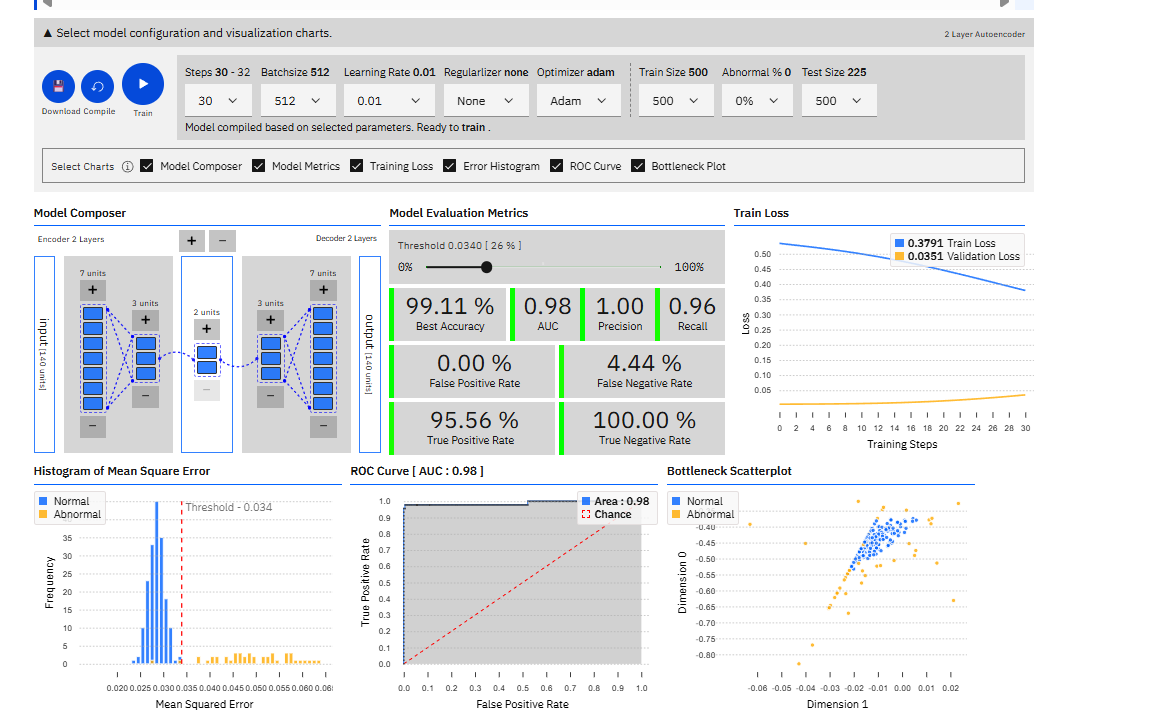 ▲ Select model configuration and visualization charts.
2 Layer Autoencoder
Steps 30 - 32 Batchsize 512 Learning Rate 0.01 Regularlizer none Optimizer adam Train Size 500 Abnormal % 0 Test Size 225
30 512 0.01 None Adam 500 0% 500
Download Compile Train
Model compiled based on selected parameters. Ready to train .
Select Charts Model Composer Model Metrics Training Loss Error Histogram ROC Curve Bottleneck Plot
Model Composer
Encoder 2 Layers
+ −
Decoder 2 Layers
7 units
3 units
2 units
3 units
7 units
input [140 units]
output [140 units]
Model Evaluation Metrics
Threshold 0.0340 [ 26 % ]
0% 100%
99.11 % 0.98 1.00 0.96
Best Accuracy AUC Precision Recall
0.00 % 4.44 %
False Positive Rate False Negative Rate
95.56 % 100.00 %
True Positive Rate True Negative Rate
Train Loss
0.3791 Train Loss
0.0351 Validation Loss
Loss
0.50
0.45
0.40
0.35
0.30
0.25
0.20
0.15
0.10
0.05
0 2 4 6 8 10 12 14 16 18 20 22 24 26 28 30
Training Steps
Histogram of Mean Square Error
Normal
Abnormal
Threshold - 0.034
Frequency
35
30
25
20
15
10
5
0
0.020 0.025 0.030 0.035 0.040 0.045 0.050 0.055 0.060
Mean Squared Error
ROC Curve [ AUC : 0.98 ]
Area : 0.98
Chance
True Positive Rate
1.0
0.9
0.8
0.7
0.6
0.5
0.4
0.3
0.2
0.1
0.0
0.0 0.1 0.2 0.3 0.4 0.5 0.6 0.7 0.8 0.9 1.0
False Positive Rate
Bottleneck Scatterplot
Normal
Abnormal
Dimension 0
-0.40
-0.45
-0.50
-0.55
-0.60
-0.65
-0.70
-0.75
-0.80
-0.06 -0.05 -0.04 -0.03 -0.02 -0.01 0.00 0.01 0.02
Dimension 1